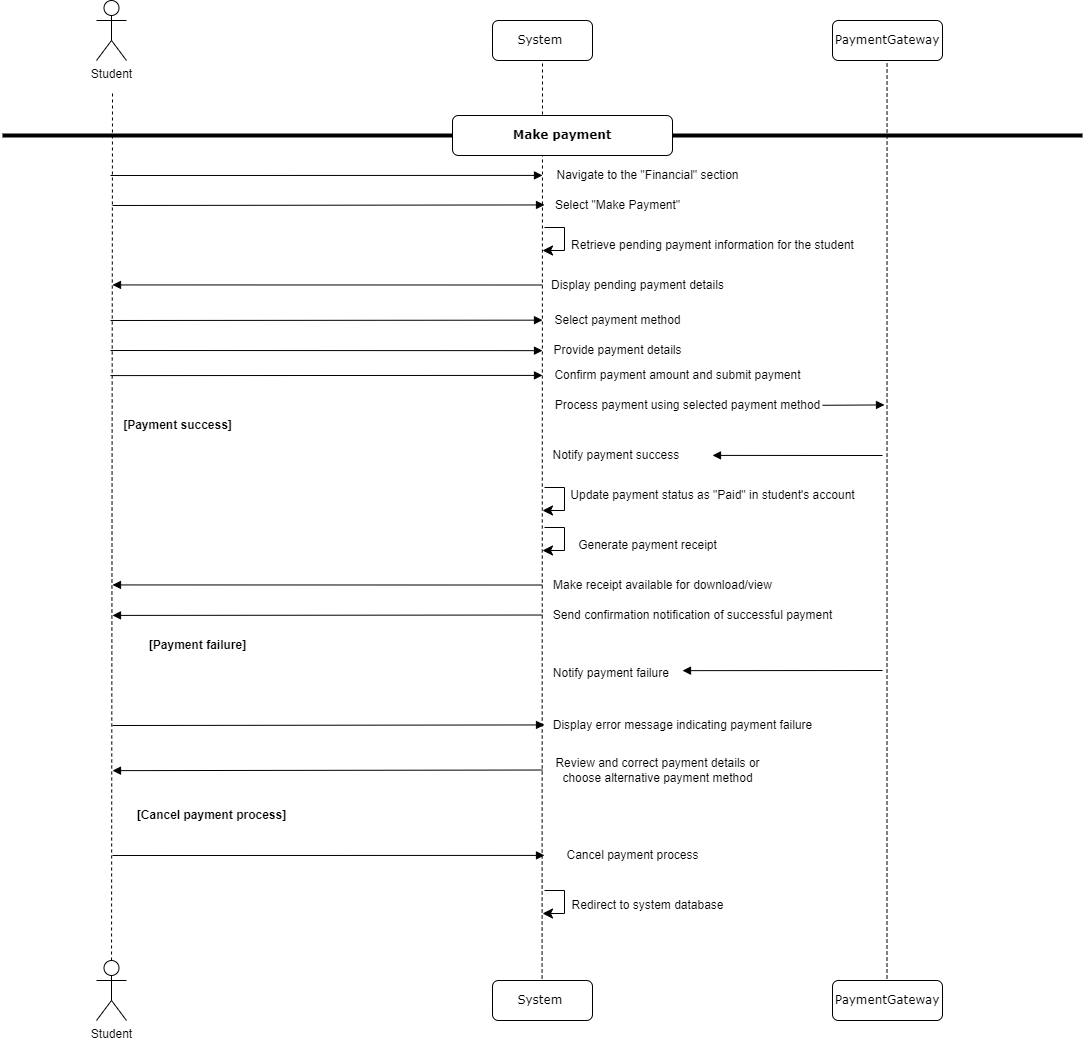 Student
System
PaymentGateway
Make payment
Navigate to the "Financial" section
Select "Make Payment"
Retrieve pending payment information for the student
Display pending payment details
Select payment method
Provide payment details
Confirm payment amount and submit payment
Process payment using selected payment method
[Payment success]
Notify payment success
Update payment status as "Paid" in student's account
Generate payment receipt
Make receipt available for download/view
Send confirmation notification of successful payment
[Payment failure]
Notify payment failure
Display error message indicating payment failure
Review and correct payment details or
choose alternative payment method
[Cancel payment process]
Cancel payment process
Redirect to system database
Student
System
PaymentGateway